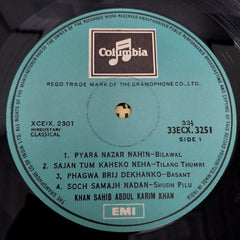 Columbia
REGD. TRADE MARK OF THE GRAMOPHONE CO., LTD.
XCEIX. 2301
HINDUSTANI
CLASSICAL
33⅓
33ECX. 3251
SIDE 1
1. PYARA NAZAR NAHIN-BILAWAL
2. SAJAN TUM KAHEKO NEHA-TILANG THUMRI
3. PHAGWA BRIJ DEKHANKO-BASANT
4. SOCH SAMAJH NADAN-SHUDH PILU
KHAN SAHIB ABDUL KARIM KHAN
EMI